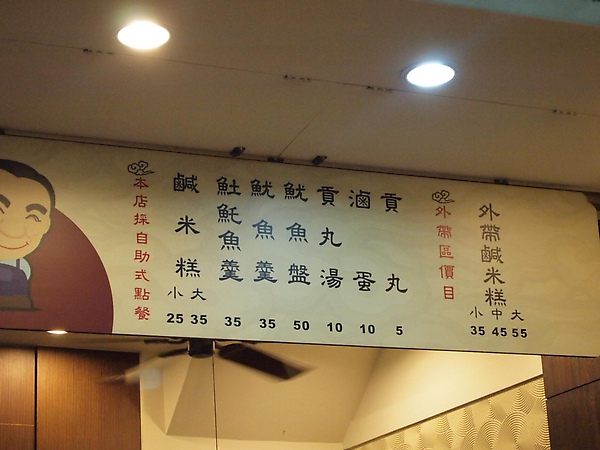 本店採自助式點餐
鹹米糕
小 大
25 35
魠魠魚羹
35
魷魚羹
35
魷魚盤
50
貢丸湯
10
滷蛋
10
貢丸
5
外帶區價目
外帶鹹米糕
小 中 大
35 45 55